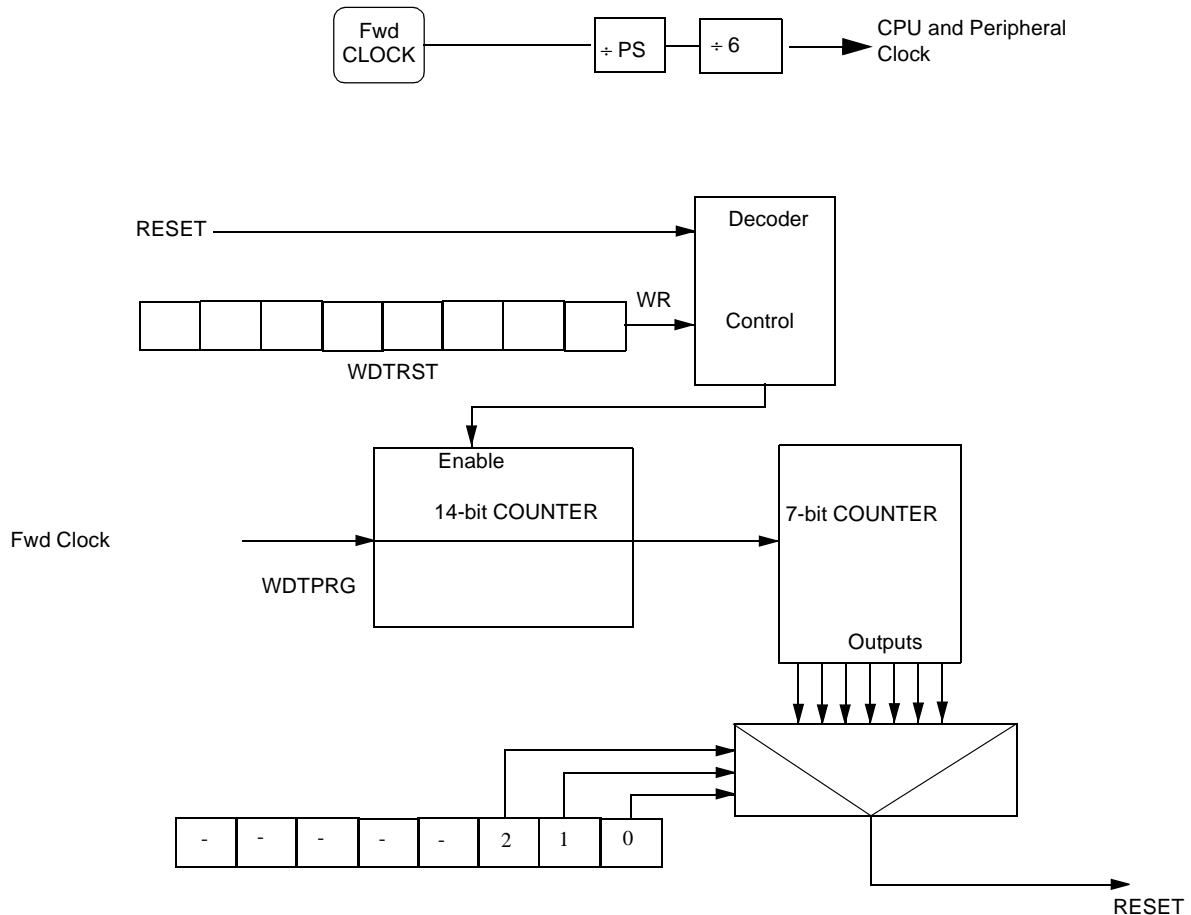 Fwd
CLOCK
÷ PS
÷ 6
CPU and Peripheral
Clock
RESET
Decoder
WR
Control
WDTRST
Enable
14-bit COUNTER
7-bit COUNTER
Fwd Clock
WDTPRG
Outputs
- - - - - 2 1 0
RESET